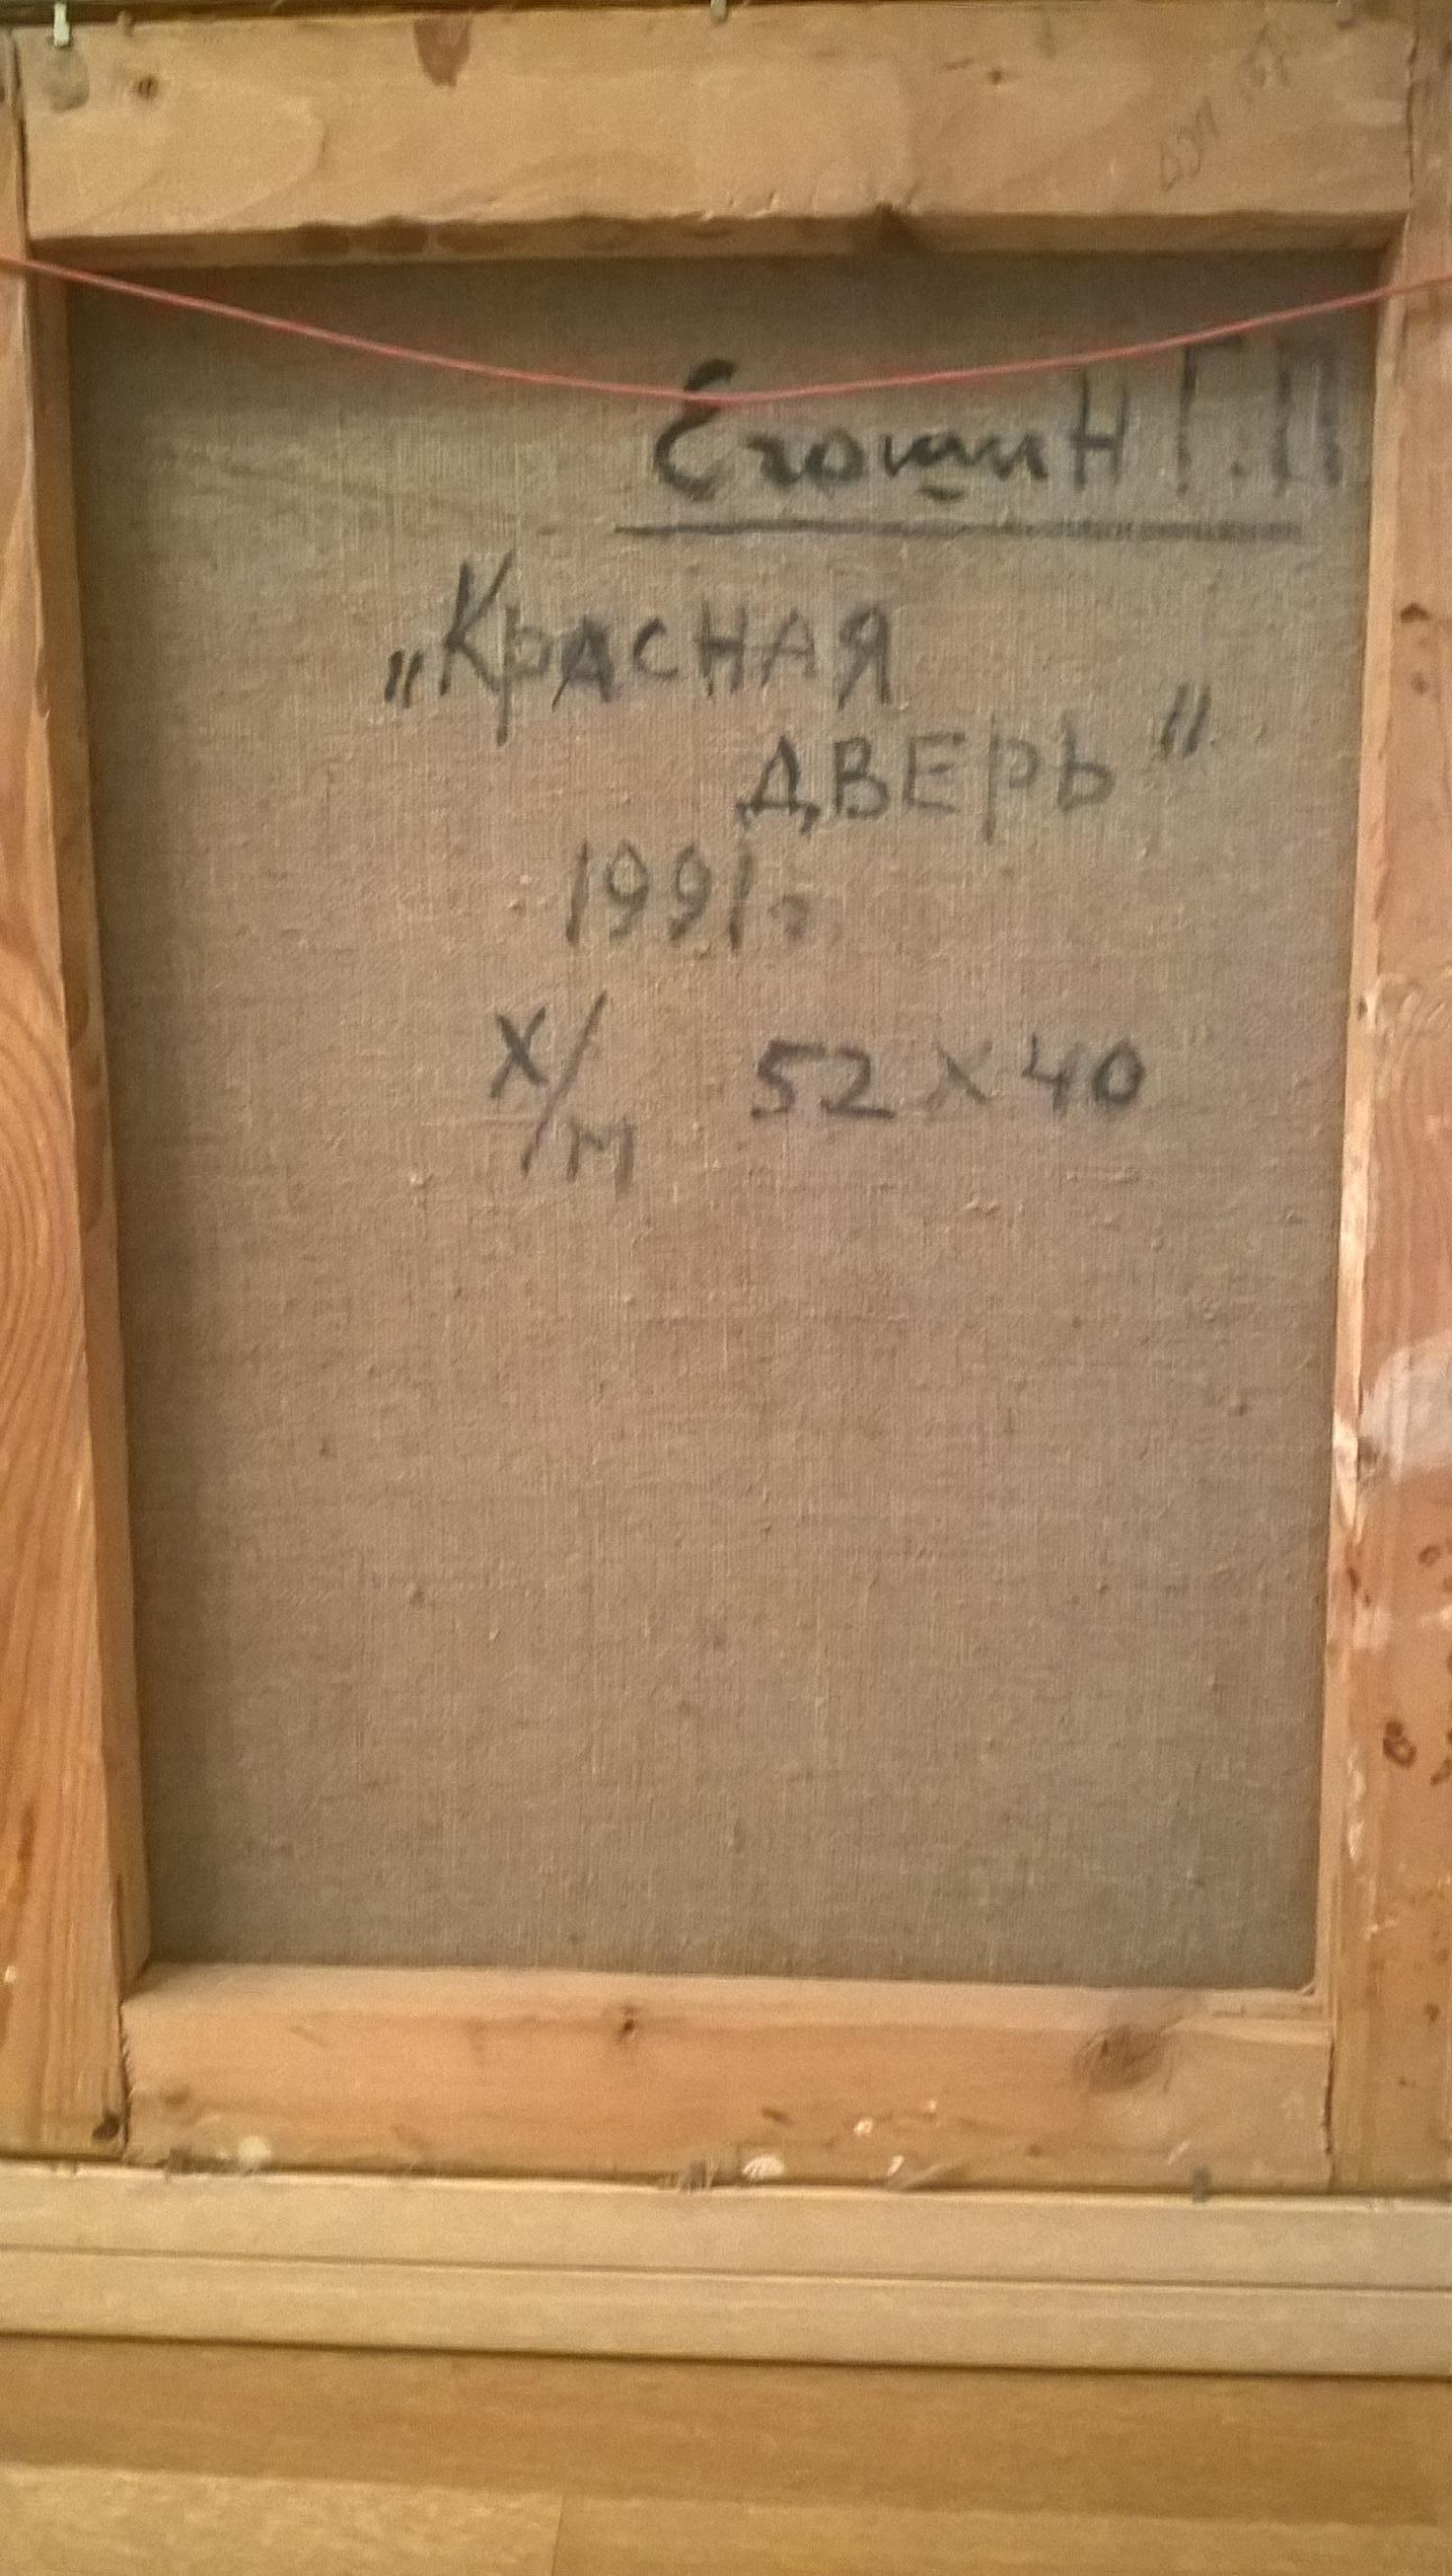 Егошин Г.П
„Красная
дверь"
1991г.
х/м 52 x 40